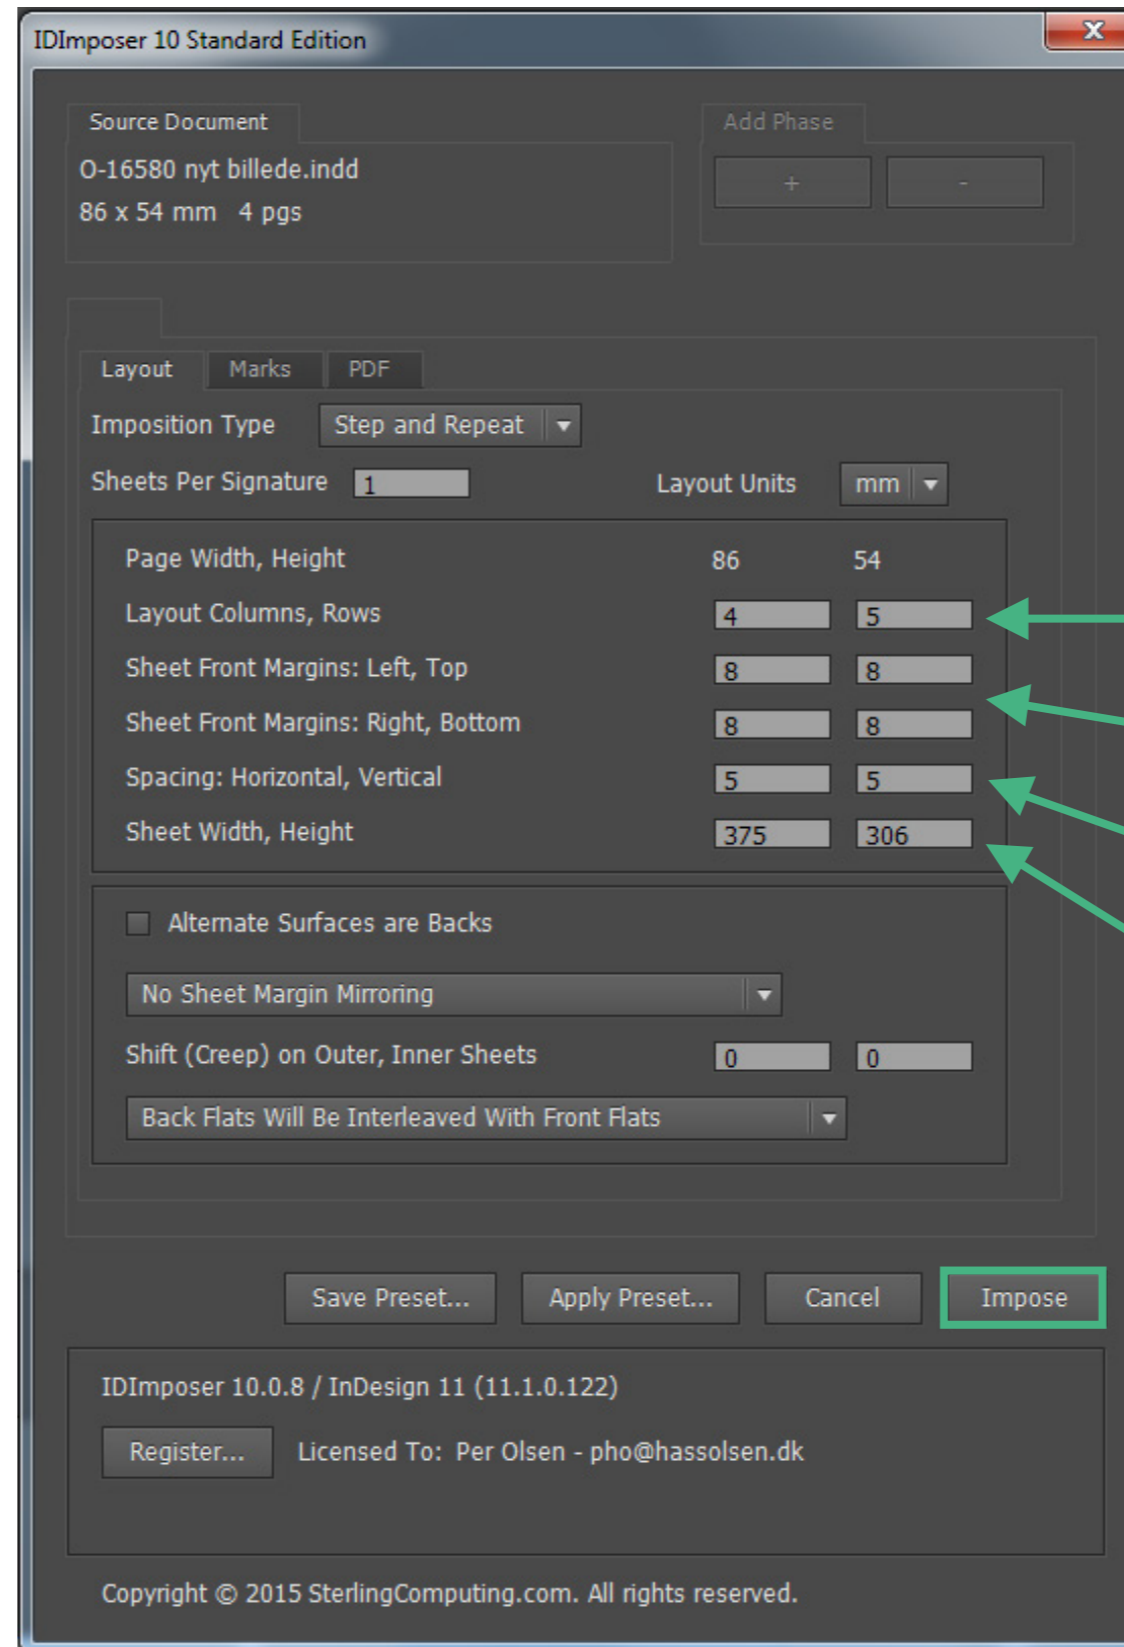 IDImposer 10 Standard Edition
x
Source Document
Add Phase
O-16580 nyt billede.indd
+ -
86 x 54 mm 4 pgs
Layout Marks PDF
Imposition Type Step and Repeat
Sheets Per Signature 1 Layout Units mm
Page Width, Height 86 54
Layout Columns, Rows 4 5
Sheet Front Margins: Left, Top 8 8
Sheet Front Margins: Right, Bottom 8 8
Spacing: Horizontal, Vertical 5 5
Sheet Width, Height 375 306
Alternate Surfaces are Backs
No Sheet Margin Mirroring
Shift (Creep) on Outer, Inner Sheets 0 0
Back Flats Will Be Interleaved With Front Flats
Save Preset... Apply Preset... Cancel Impose
IDImposer 10.0.8 / InDesign 11 (11.1.0.122)
Register... Licensed To: Per Olsen - pho@hassolsen.dk
Copyright © 2015 SterlingComputing.com. All rights reserved.